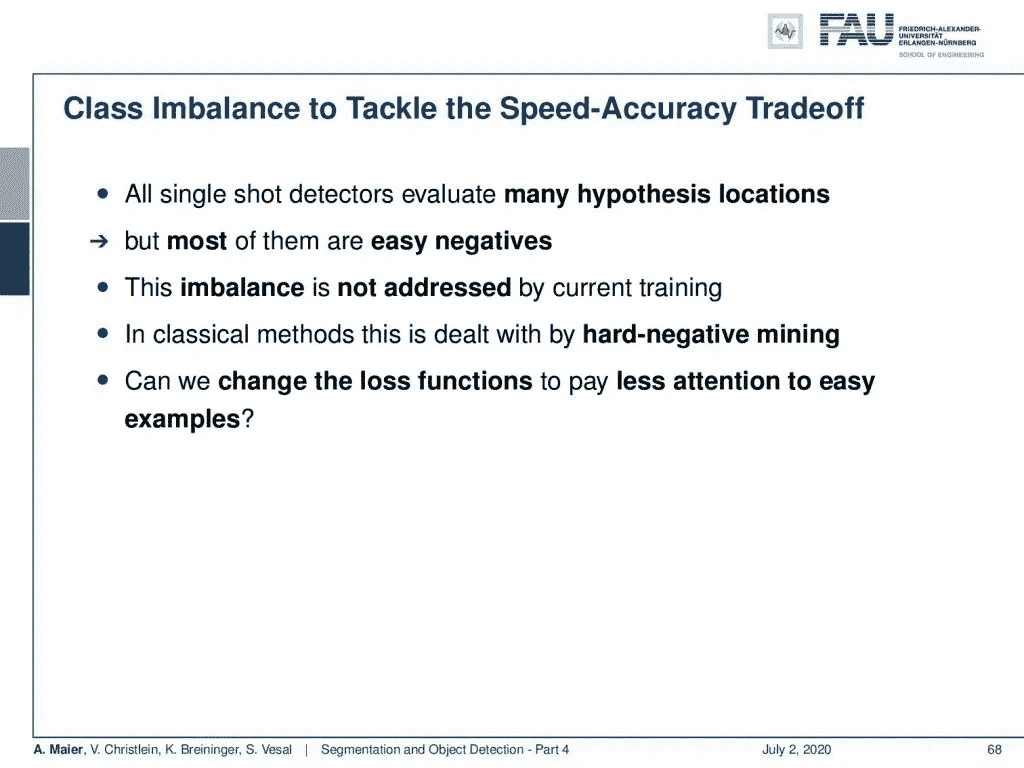 FAU
FRIEDRICH-ALEXANDER-
UNIVERSITÄT
ERLANGEN-NÜRNBERG
SCHOOL OF ENGINEERING
Class Imbalance to Tackle the Speed-Accuracy Tradeoff
• All single shot detectors evaluate many hypothesis locations
➔ but most of them are easy negatives
• This imbalance is not addressed by current training
• In classical methods this is dealt with by hard-negative mining
• Can we change the loss functions to pay less attention to easy
examples?
A. Maier, V. Christlein, K. Breininger, S. Vesal | Segmentation and Object Detection - Part 4 July 2, 2020 68